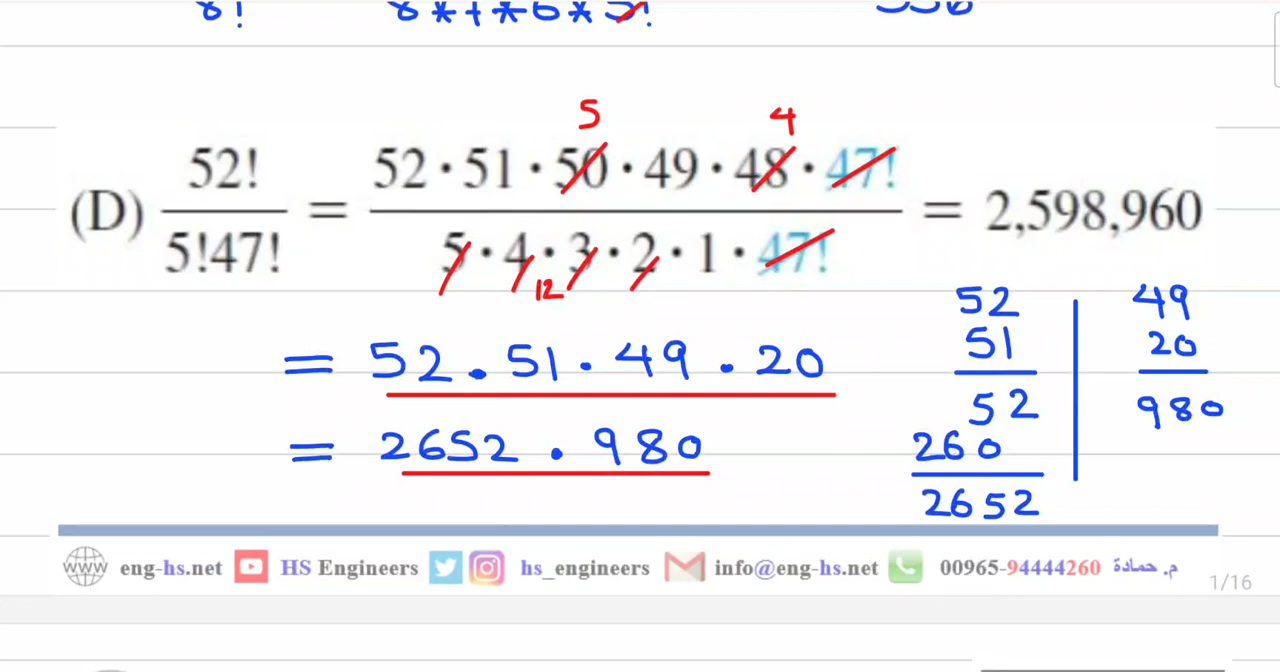 5 4
(D) 52!/5!47! = 52 · 51 · 50 · 49 · 48 · 47!/5 · 4 · 3 · 2 · 1 · 47! = 2,598,960
12
= 52 . 51 . 49 . 20
= 2652 . 980
52
51
52
260
2652
49
20
980
www eng-hs.net HS Engineers hs_engineers info@eng-hs.net 00965-94444260 م. حمادة 1/16